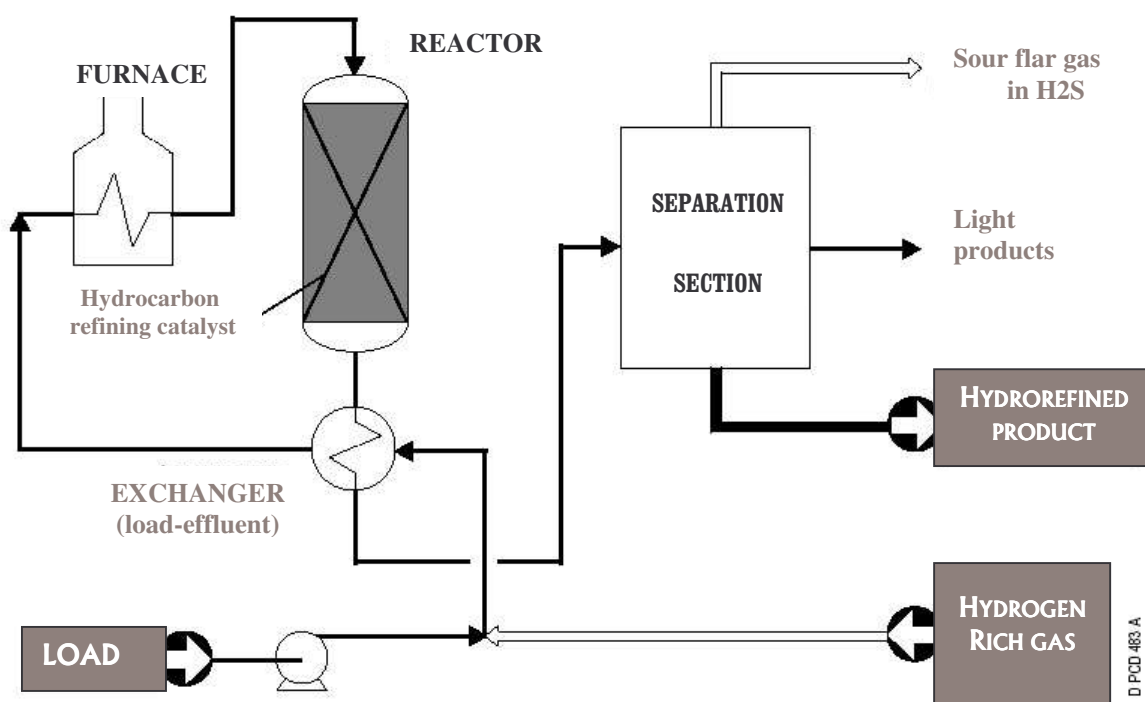 REACTOR
FURNACE
Sour flar gas
in H2S
SEPARATION
SECTION
Light
products
Hydrocarbon
refining catalyst
HYDROREFINED
PRODUCT
EXCHANGER
(load-effluent)
HYDROGEN
RICH GAS
LOAD
D PCD 483 A